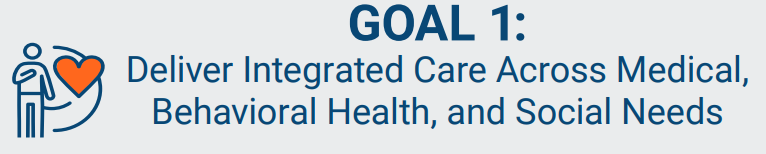 GOAL 1:
Deliver Integrated Care Across Medical,
Behavioral Health, and Social Needs